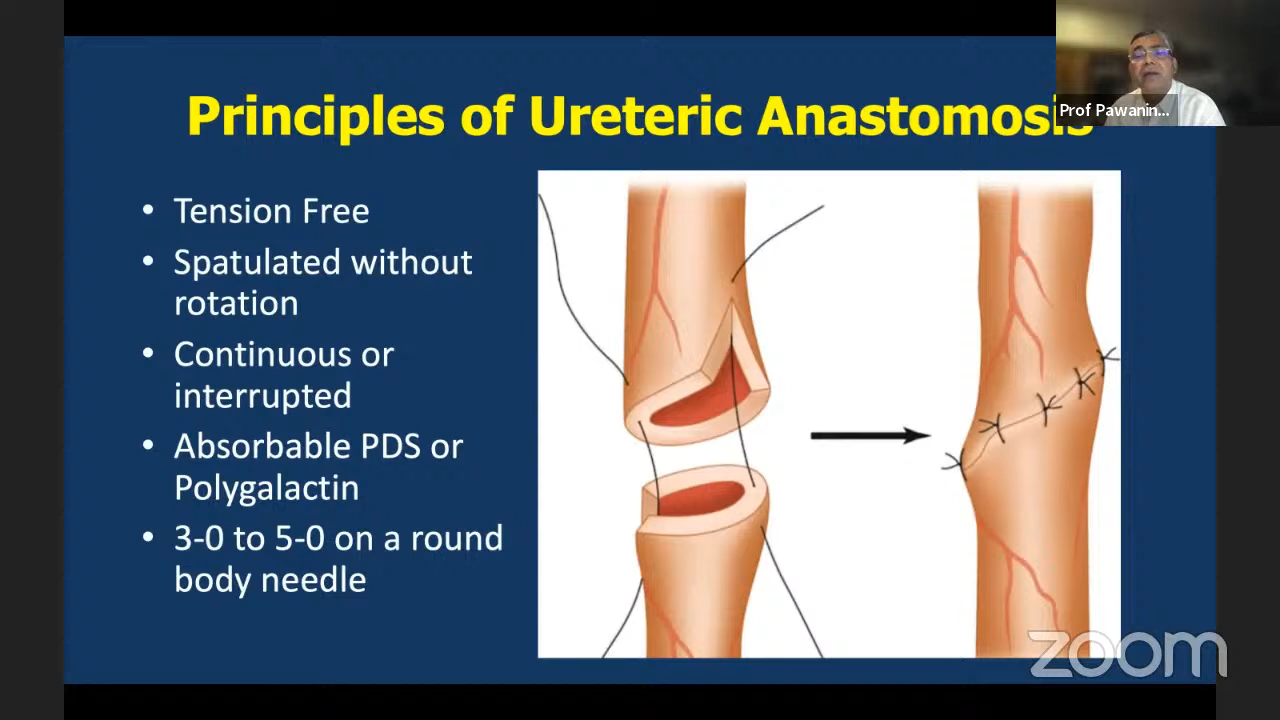 Principles of Ureteric Anastomosis
Prof Pawanin...
• Tension Free
• Spatulated without
rotation
• Continuous or
interrupted
• Absorbable PDS or
Polygalactin
• 3-0 to 5-0 on a round
body needle
zoom